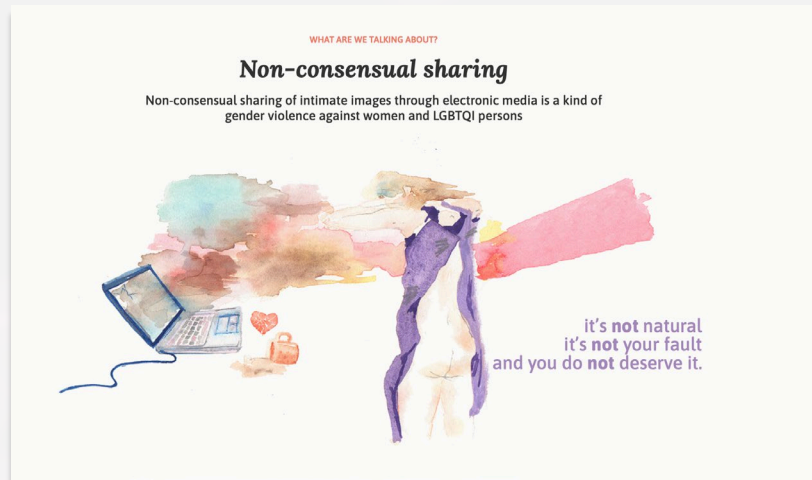 WHAT ARE WE TALKING ABOUT?
Non-consensual sharing
Non-consensual sharing of intimate images through electronic media is a kind of
gender violence against women and LGBTQI persons
it's not natural
it's not your fault
and you do not deserve it.